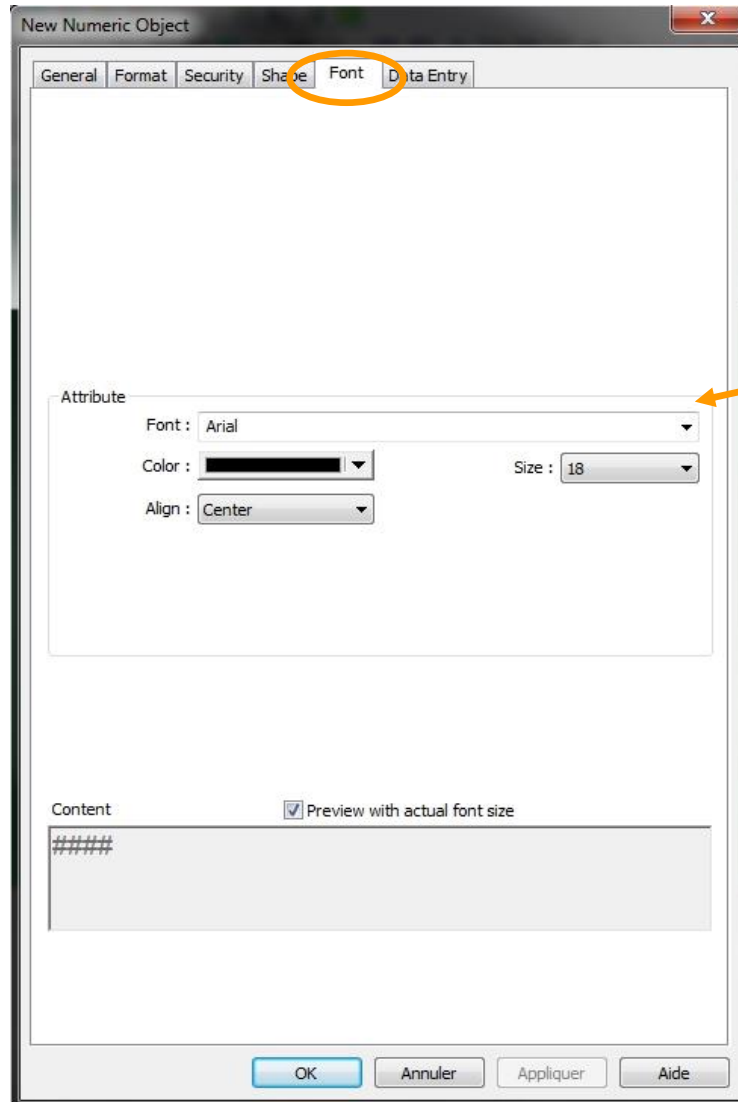 New Numeric Object
General Format Security Shape Font Data Entry
Attribute
Font : Arial
Color : Size : 18
Align : Center
Content Preview with actual font size
####
OK Annuler Appliquer Aide